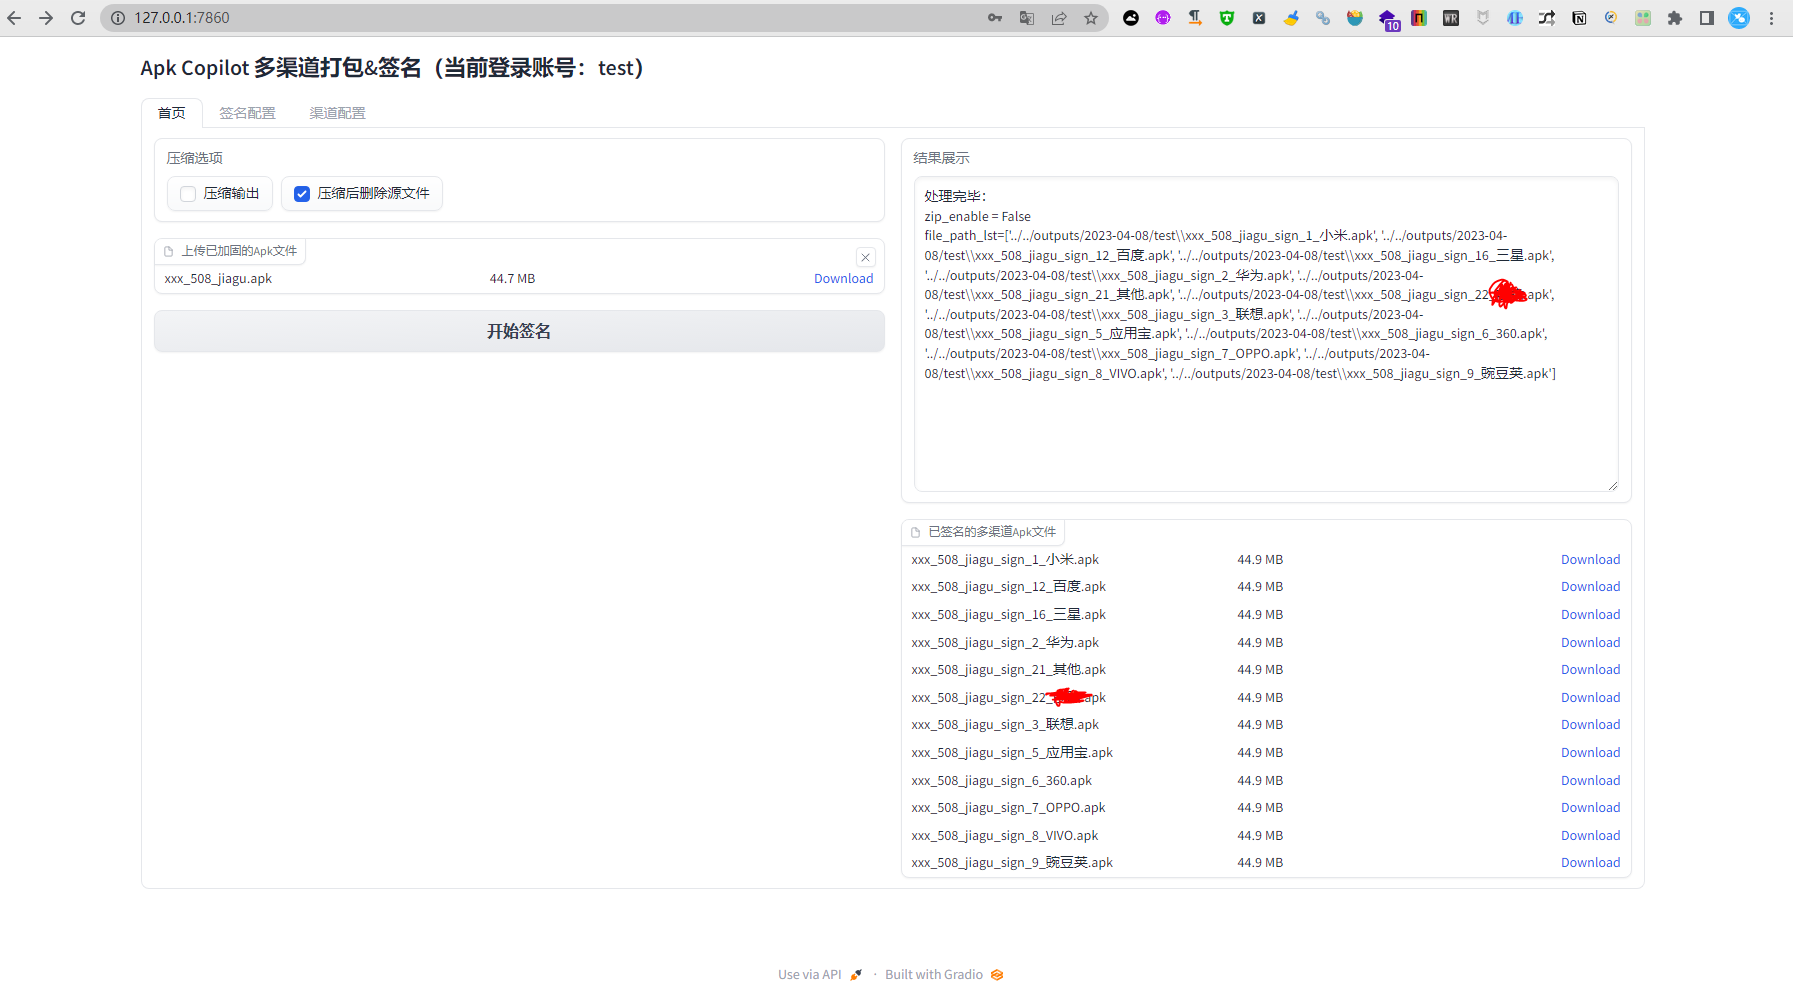 127.0.0.1:7860
10
Apk Copilot 多渠道打包&签名（当前登录账号：test）
首页 签名配置 渠道配置
压缩选项
压缩输出 压缩后删除源文件
上传已加固的Apk文件
xxx_508_jiagu.apk 44.7 MB Download
开始签名
结果展示
处理完毕：
zip_enable = False
file_path_lst=['../../outputs/2023-04-08/test\\xxx_508_jiagu_sign_1_小米.apk', '../../outputs/2023-04-
08/test\\xxx_508_jiagu_sign_12_百度.apk', '../../outputs/2023-04-08/test\\xxx_508_jiagu_sign_16_三星.apk',
'../../outputs/2023-04-08/test\\xxx_508_jiagu_sign_2_华为.apk', '../../outputs/2023-04-
08/test\\xxx_508_jiagu_sign_21_其他.apk', '../../outputs/2023-04-08/test\\xxx_508_jiagu_sign_22 apk',
'../../outputs/2023-04-08/test\\xxx_508_jiagu_sign_3_联想.apk', '../../outputs/2023-04-
08/test\\xxx_508_jiagu_sign_5_应用宝.apk', '../../outputs/2023-04-08/test\\xxx_508_jiagu_sign_6_360.apk',
'../../outputs/2023-04-08/test\\xxx_508_jiagu_sign_7_OPPO.apk', '../../outputs/2023-04-
08/test\\xxx_508_jiagu_sign_8_VIVO.apk', '../../outputs/2023-04-08/test\\xxx_508_jiagu_sign_9_豌豆荚.apk']
已签名的多渠道Apk文件
xxx_508_jiagu_sign_1_小米.apk 44.9 MB Download
xxx_508_jiagu_sign_12_百度.apk 44.9 MB Download
xxx_508_jiagu_sign_16_三星.apk 44.9 MB Download
xxx_508_jiagu_sign_2_华为.apk 44.9 MB Download
xxx_508_jiagu_sign_21_其他.apk 44.9 MB Download
xxx_508_jiagu_sign_22 apk 44.9 MB Download
xxx_508_jiagu_sign_3_联想.apk 44.9 MB Download
xxx_508_jiagu_sign_5_应用宝.apk 44.9 MB Download
xxx_508_jiagu_sign_6_360.apk 44.9 MB Download
xxx_508_jiagu_sign_7_OPPO.apk 44.9 MB Download
xxx_508_jiagu_sign_8_VIVO.apk 44.9 MB Download
xxx_508_jiagu_sign_9_豌豆荚.apk 44.9 MB Download
Use via API · Built with Gradio